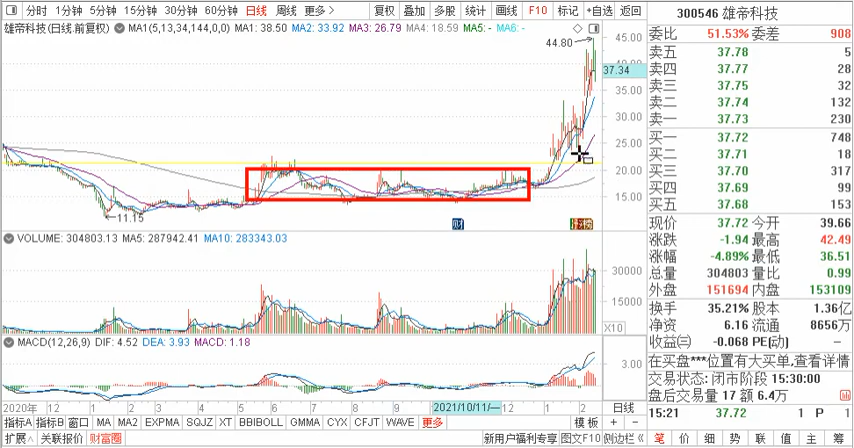 分时 1分钟 5分钟 15分钟 30分钟 60分钟 日线 周线 更多 复权 叠加 多股 统计 画线 F10 标记 +自选 返回
雄帝科技(日线.前复权) MA1(5,13,34,144,0,0) MA1: 38.50 MA2: 33.92 MA3: 26.79 MA4: 18.59 MA5: - MA6: -
44.80
45.00
40.00
37.34
35.00
30.00
25.00
20.00
15.00
11.15
财
VOLUME: 304803.13 MA5: 287942.41 MA10: 283343.03
30000
15000
X10
MACD(12,26,9) DIF: 4.52 DEA: 3.93 MACD: 1.18
3.00
2020年 12 1 2 3 4 5 6 7 8 9 2021/10/11/一 12 1 2 日线
指标A 指标B 窗口 MA MA2 EXPMA SQJZ XT BBIBOLL GMMA CYX CFJT WAVE 更多 模板 + -
扩展∧ 关联报价 财富圈 新用户福利专享 图文F10 侧边栏
300546 雄帝科技
委比 51.53% 委差 908
卖五 37.78 5
卖四 37.77 28
卖三 37.75 32
卖二 37.74 132
卖一 37.73 230
买一 37.72 748
买二 37.71 18
买三 37.70 317
买四 37.69 99
买五 37.68 153
现价 37.72 今开 39.66
涨跌 -1.94 最高 42.49
涨幅 -4.89% 最低 36.51
总量 304803 量比 0.99
外盘 151694 内盘 153109
换手 35.21% 股本 1.36亿
净资 6.16 流通 8656万
收益㈢ -0.068 PE(动) —
在买盘***位置有大买单,查看详情
交易状态: 闭市阶段 15:30:00
盘后交易量 17 额 6.4万
15:21 37.72 1 P 1
笔 价 细 势 联 值 主 筹